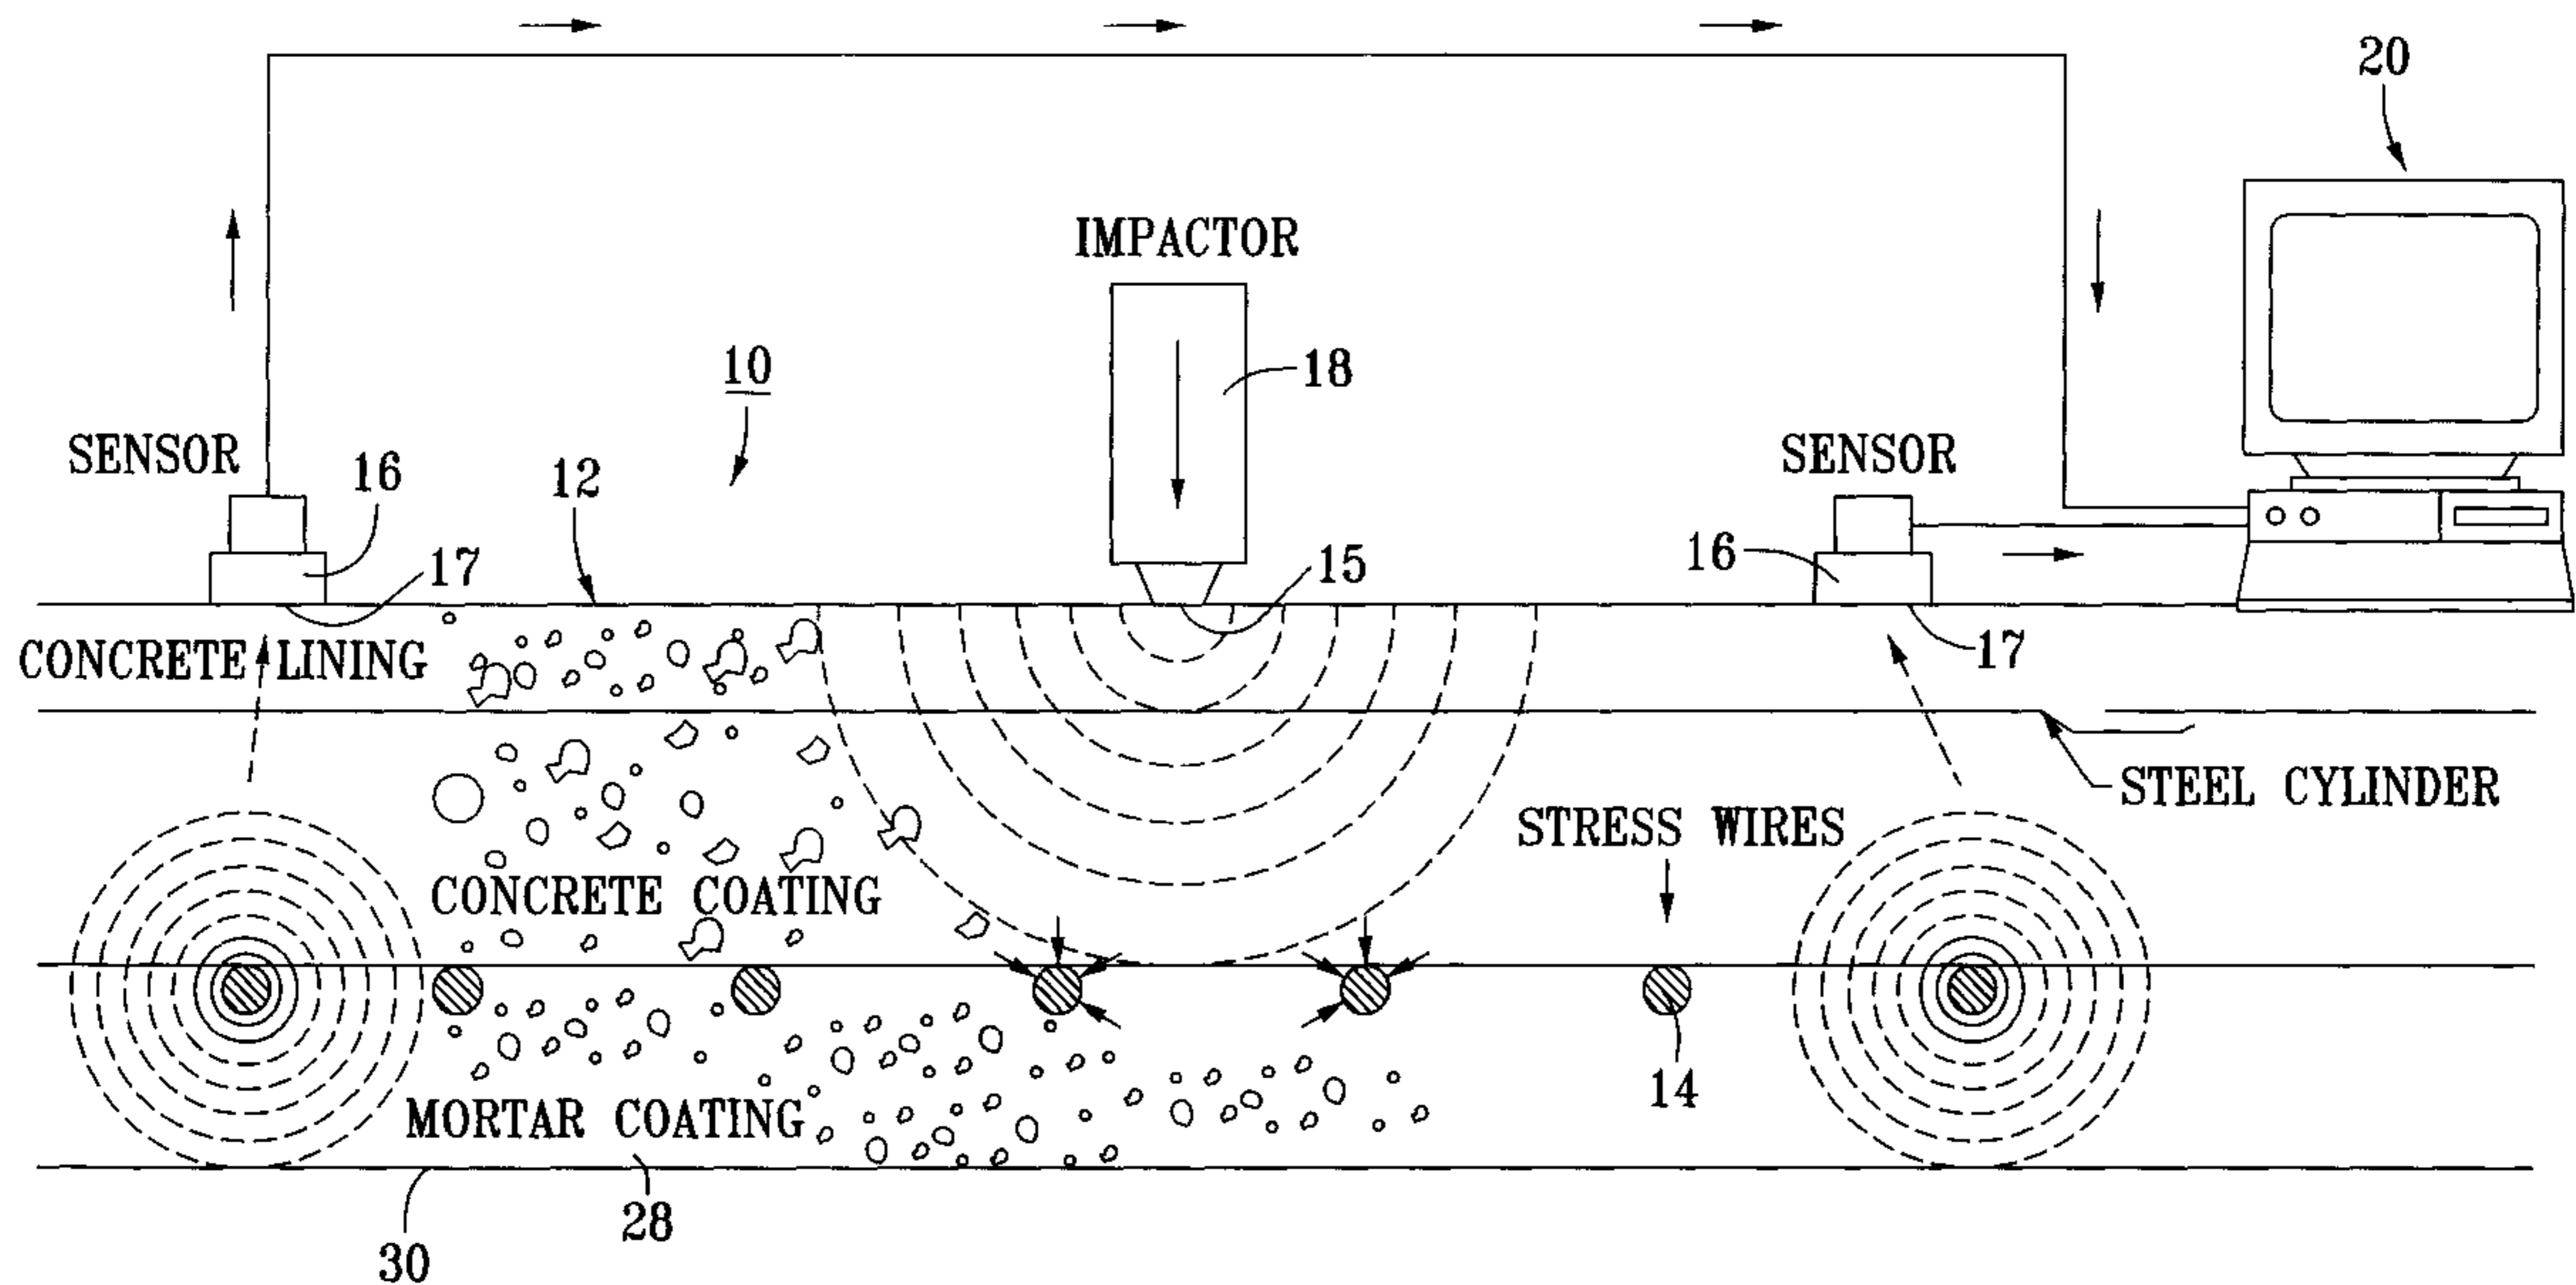 20
IMPACTOR
10
18
SENSOR
16
12
SENSOR
17
15
16
17
CONCRETE LINING
STEEL CYLINDER
STRESS WIRES
CONCRETE COATING
14
MORTAR COATING
28
30